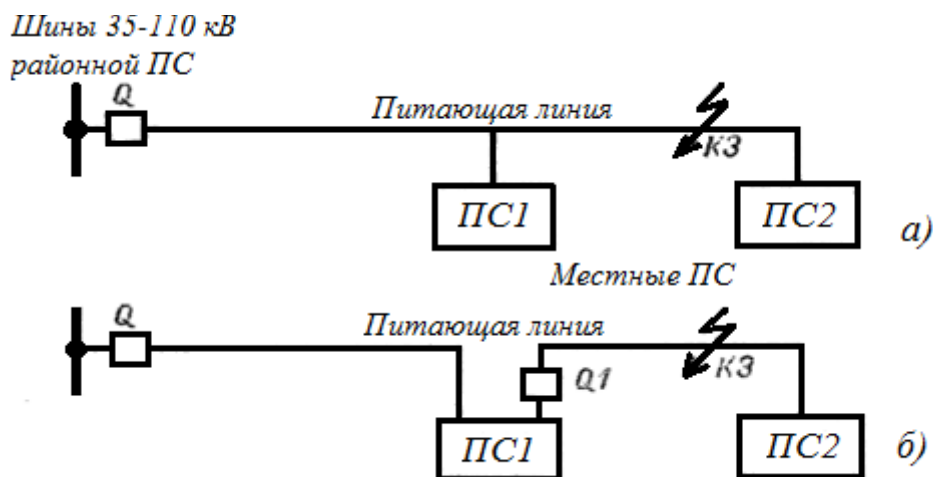 Шины 35-110 кВ
районной ПС
Q
Питающая линия
КЗ
ПС1
ПС2
а)
Местные ПС
Q
Питающая линия
Q1
КЗ
ПС1
ПС2
б)